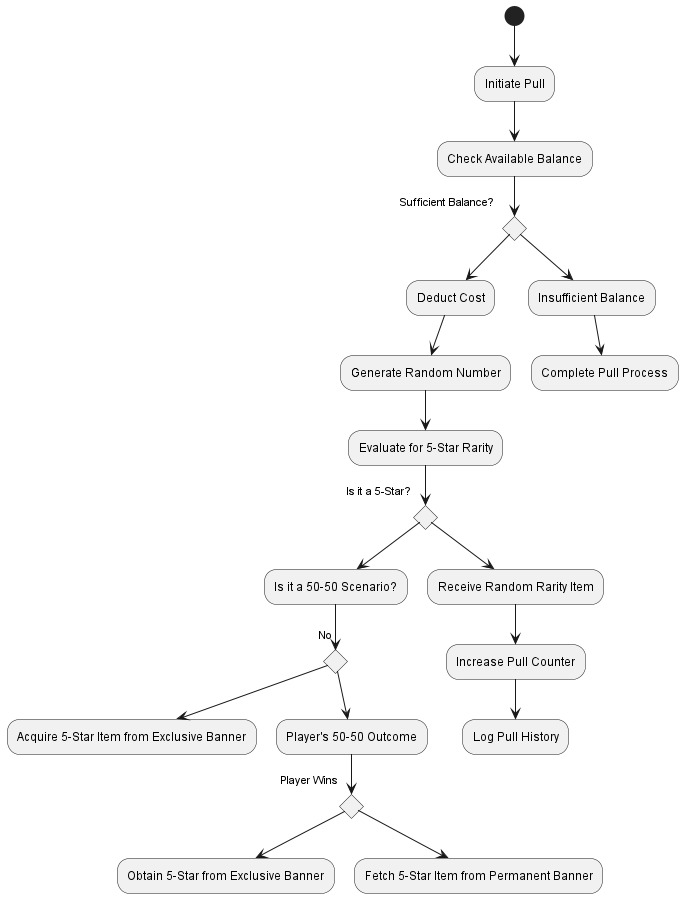 Initiate Pull
Check Available Balance
Sufficient Balance?
Deduct Cost
Insufficient Balance
Generate Random Number
Complete Pull Process
Evaluate for 5-Star Rarity
Is it a 5-Star?
Is it a 50-50 Scenario?
Receive Random Rarity Item
No
Increase Pull Counter
Acquire 5-Star Item from Exclusive Banner
Player's 50-50 Outcome
Log Pull History
Player Wins
Obtain 5-Star from Exclusive Banner
Fetch 5-Star Item from Permanent Banner